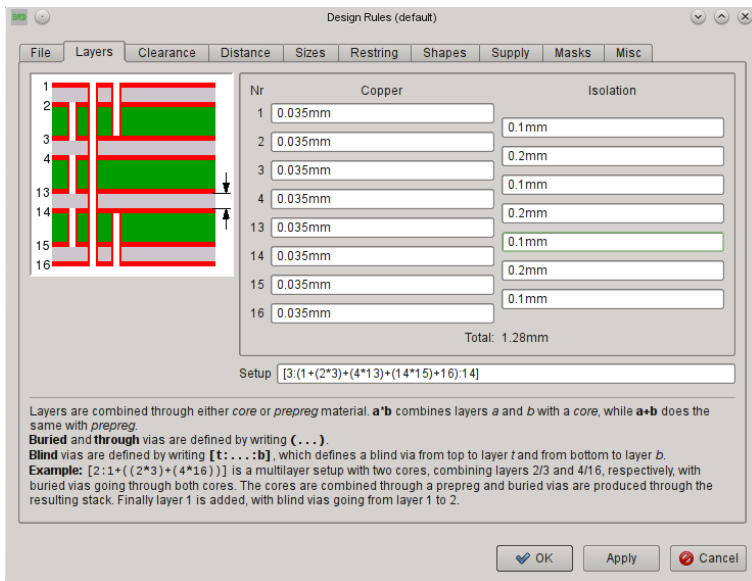 BRD
Design Rules (default)
File Layers Clearance Distance Sizes Restring Shapes Supply Masks Misc
1
2
3
4
13
14
15
16
Nr Copper Isolation
1 0.035mm
0.1mm
2 0.035mm
0.2mm
3 0.035mm
0.1mm
4 0.035mm
0.2mm
13 0.035mm
0.1mm
14 0.035mm
0.2mm
15 0.035mm
0.1mm
16 0.035mm
Total: 1.28mm
Setup [3:(1+(2*3)+(4*13)+(14*15)+16):14]
Layers are combined through either core or prepreg material. a*b combines layers a and b with a core, while a+b does the
same with prepreg.
Buried and through vias are defined by writing (...).
Blind vias are defined by writing [t:...:b], which defines a blind via from top to layer t and from bottom to layer b.
Example: [2:1+((2*3)+(4*16))] is a multilayer setup with two cores, combining layers 2/3 and 4/16, respectively, with
buried vias going through both cores. The cores are combined through a prepreg and buried vias are produced through the
resulting stack. Finally layer 1 is added, with blind vias going from layer 1 to 2.
OK Apply Cancel